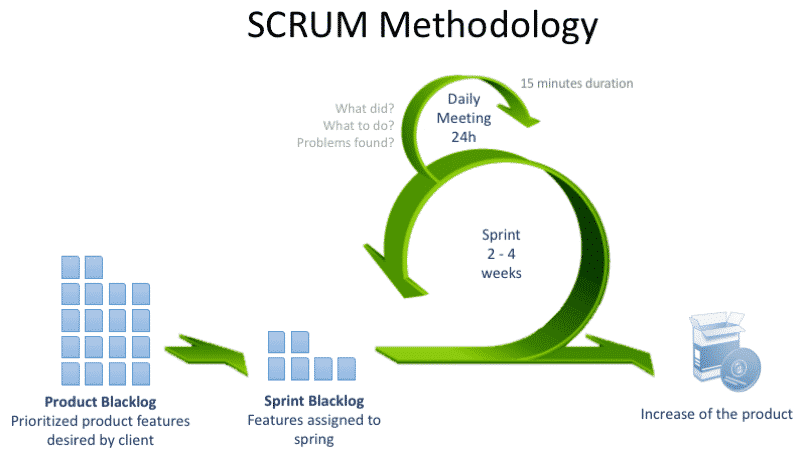 SCRUM Methodology
15 minutes duration
What did?
What to do?
Problems found?
Daily
Meeting
24h
Sprint
2 - 4
weeks
Product Blacklog
Prioritized product features
desired by client
Sprint Blacklog
Features assigned to
spring
Increase of the product